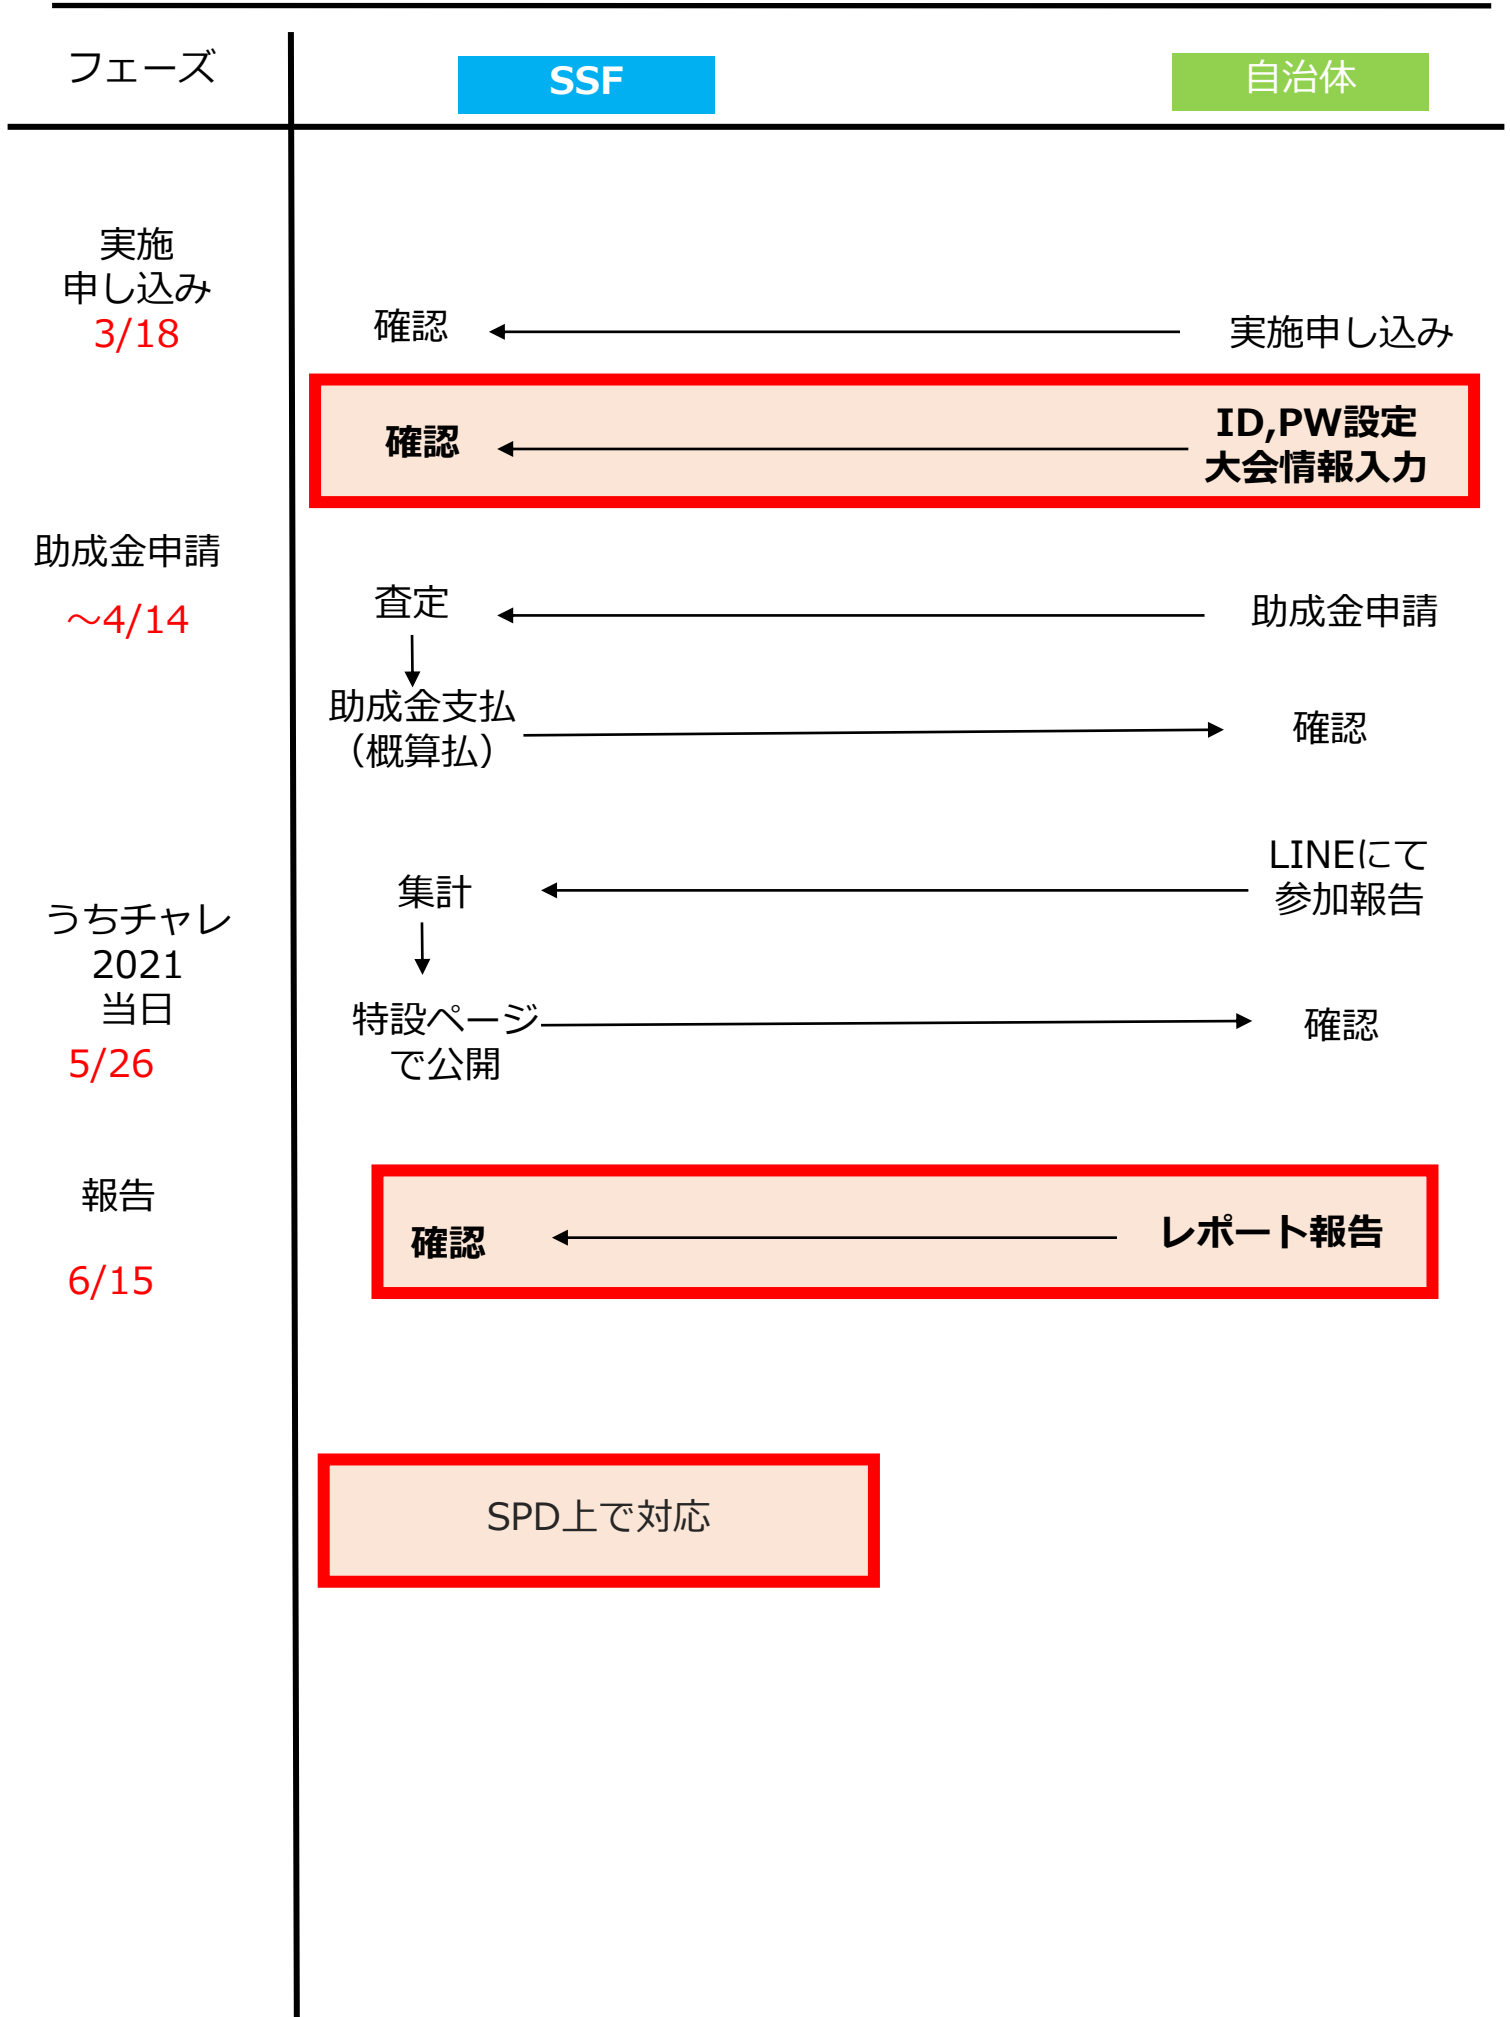 フェーズ
SSF
自治体
実施
申し込み
3/18
確認
実施申し込み
確認
ID,PW設定
大会情報入力
助成金申請
～4/14
査定
助成金申請
助成金支払
（概算払）
確認
うちチャレ
2021
当日
5/26
集計
LINEにて
参加報告
特設ページ
で公開
確認
報告
6/15
確認
レポート報告
SPD上で対応